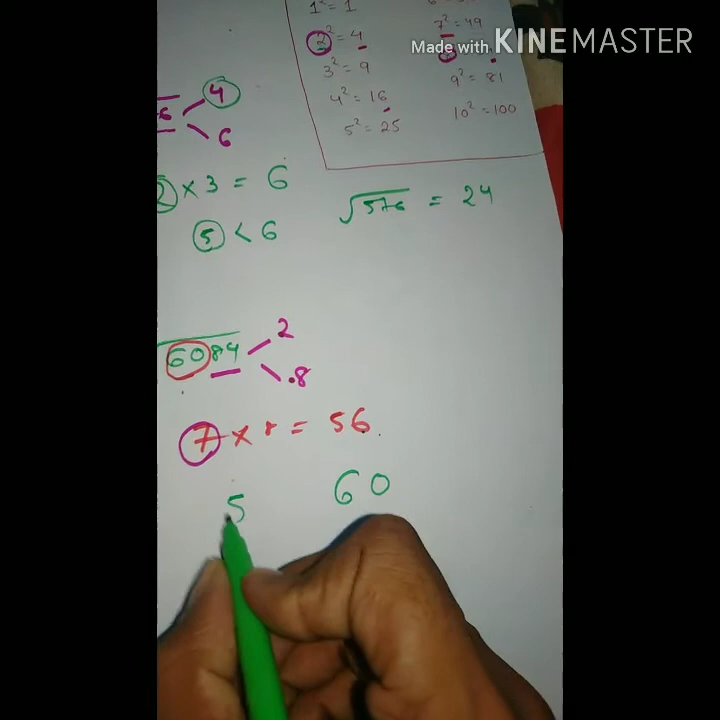 1² = 1
2² = 4
3² = 9
4² = 16
5² = 25
7² = 49
9² = 81
10² = 100
Made with KINEMASTER
6 4
6
2 × 3 = 6
5 < 6
√576 = 24
6084 2
.8
7 × 8 = 56.
5 60